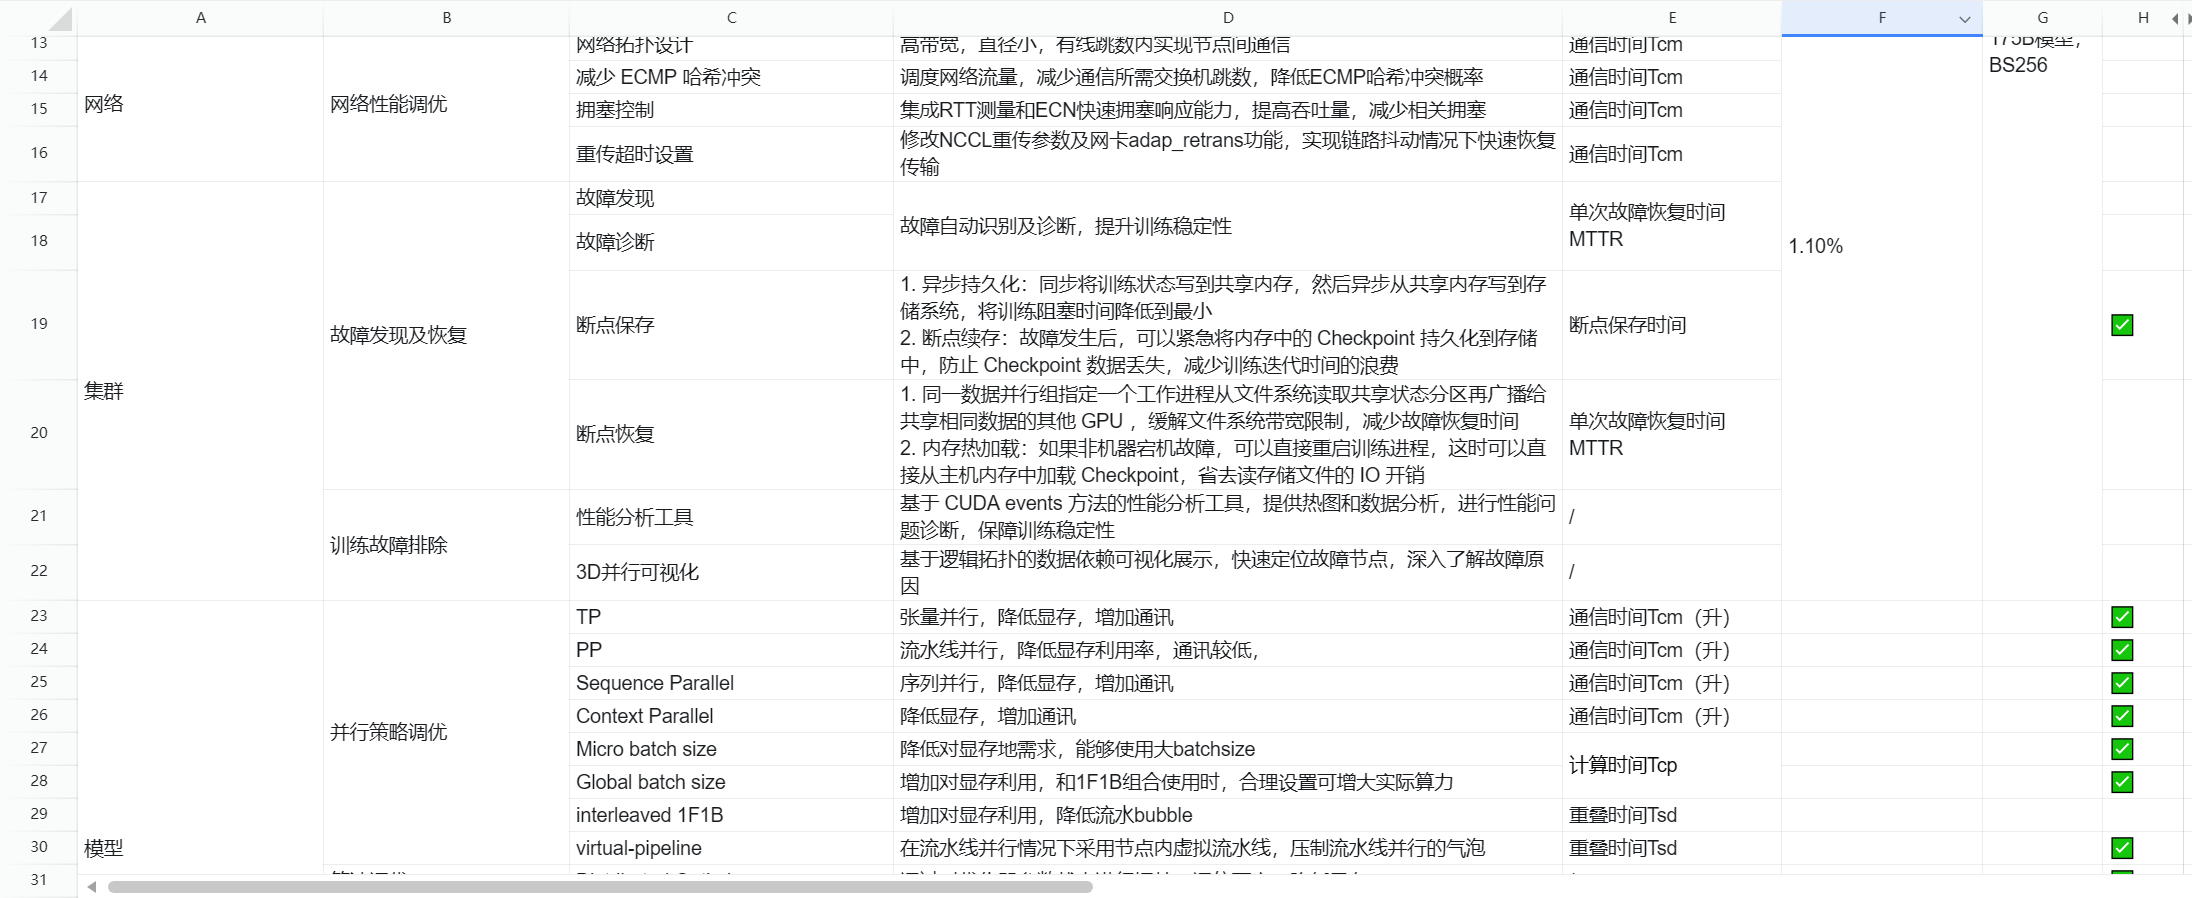 A B C D E F G H
13 网络拓扑设计 高带宽，直径小，有线跳数内实现节点间通信 通信时间Tcm 175B模型，
BS256
14 减少 ECMP 哈希冲突 调度网络流量，减少通信所需交换机跳数，降低ECMP哈希冲突概率 通信时间Tcm
网络 网络性能调优
15 拥塞控制 集成RTT测量和ECN快速拥塞响应能力，提高吞吐量，减少相关拥塞 通信时间Tcm
16 重传超时设置 修改NCCL重传参数及网卡adap_retrans功能，实现链路抖动情况下快速恢复
传输 通信时间Tcm
17 故障发现
故障自动识别及诊断，提升训练稳定性 单次故障恢复时间
MTTR
18 故障诊断
1.10%
19 断点保存 1. 异步持久化：同步将训练状态写到共享内存，然后异步从共享内存写到存
储系统，将训练阻塞时间降低到最小
2. 断点续存：故障发生后，可以紧急将内存中的 Checkpoint 持久化到存储
中，防止 Checkpoint 数据丢失，减少训练迭代时间的浪费
断点保存时间
故障发现及恢复
集群
20 断点恢复 1. 同一数据并行组指定一个工作进程从文件系统读取共享状态分区再广播给
共享相同数据的其他 GPU ，缓解文件系统带宽限制，减少故障恢复时间
2. 内存热加载：如果非机器宕机故障，可以直接重启训练进程，这时可以直
接从主机内存中加载 Checkpoint，省去读存储文件的 IO 开销
单次故障恢复时间
MTTR
21 性能分析工具 基于 CUDA events 方法的性能分析工具，提供热图和数据分析，进行性能问
题诊断，保障训练稳定性 /
训练故障排除
22 3D并行可视化 基于逻辑拓扑的数据依赖可视化展示，快速定位故障节点，深入了解故障原
因 /
23 TP 张量并行，降低显存，增加通讯 通信时间Tcm（升）
24 PP 流水线并行，降低显存利用率，通讯较低， 通信时间Tcm（升）
25 Sequence Parallel 序列并行，降低显存，增加通讯 通信时间Tcm（升）
26 Context Parallel 降低显存，增加通讯 通信时间Tcm（升）
并行策略调优
27 Micro batch size 降低对显存地需求，能够使用大batchsize
计算时间Tcp
28 Global batch size 增加对显存利用，和1F1B组合使用时，合理设置可增大实际算力
29 interleaved 1F1B 增加对显存利用，降低流水bubble 重叠时间Tsd
30 模型 virtual-pipeline 在流水线并行情况下采用节点内虚拟流水线，压制流水线并行的气泡 重叠时间Tsd
31